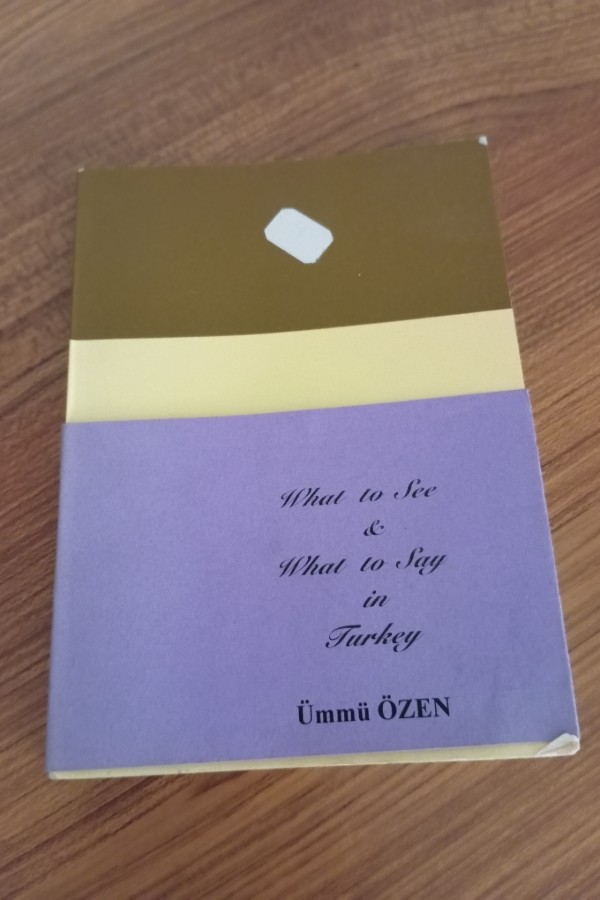 What to See
&
What to Say
in
Turkey
Ümmü ÖZEN